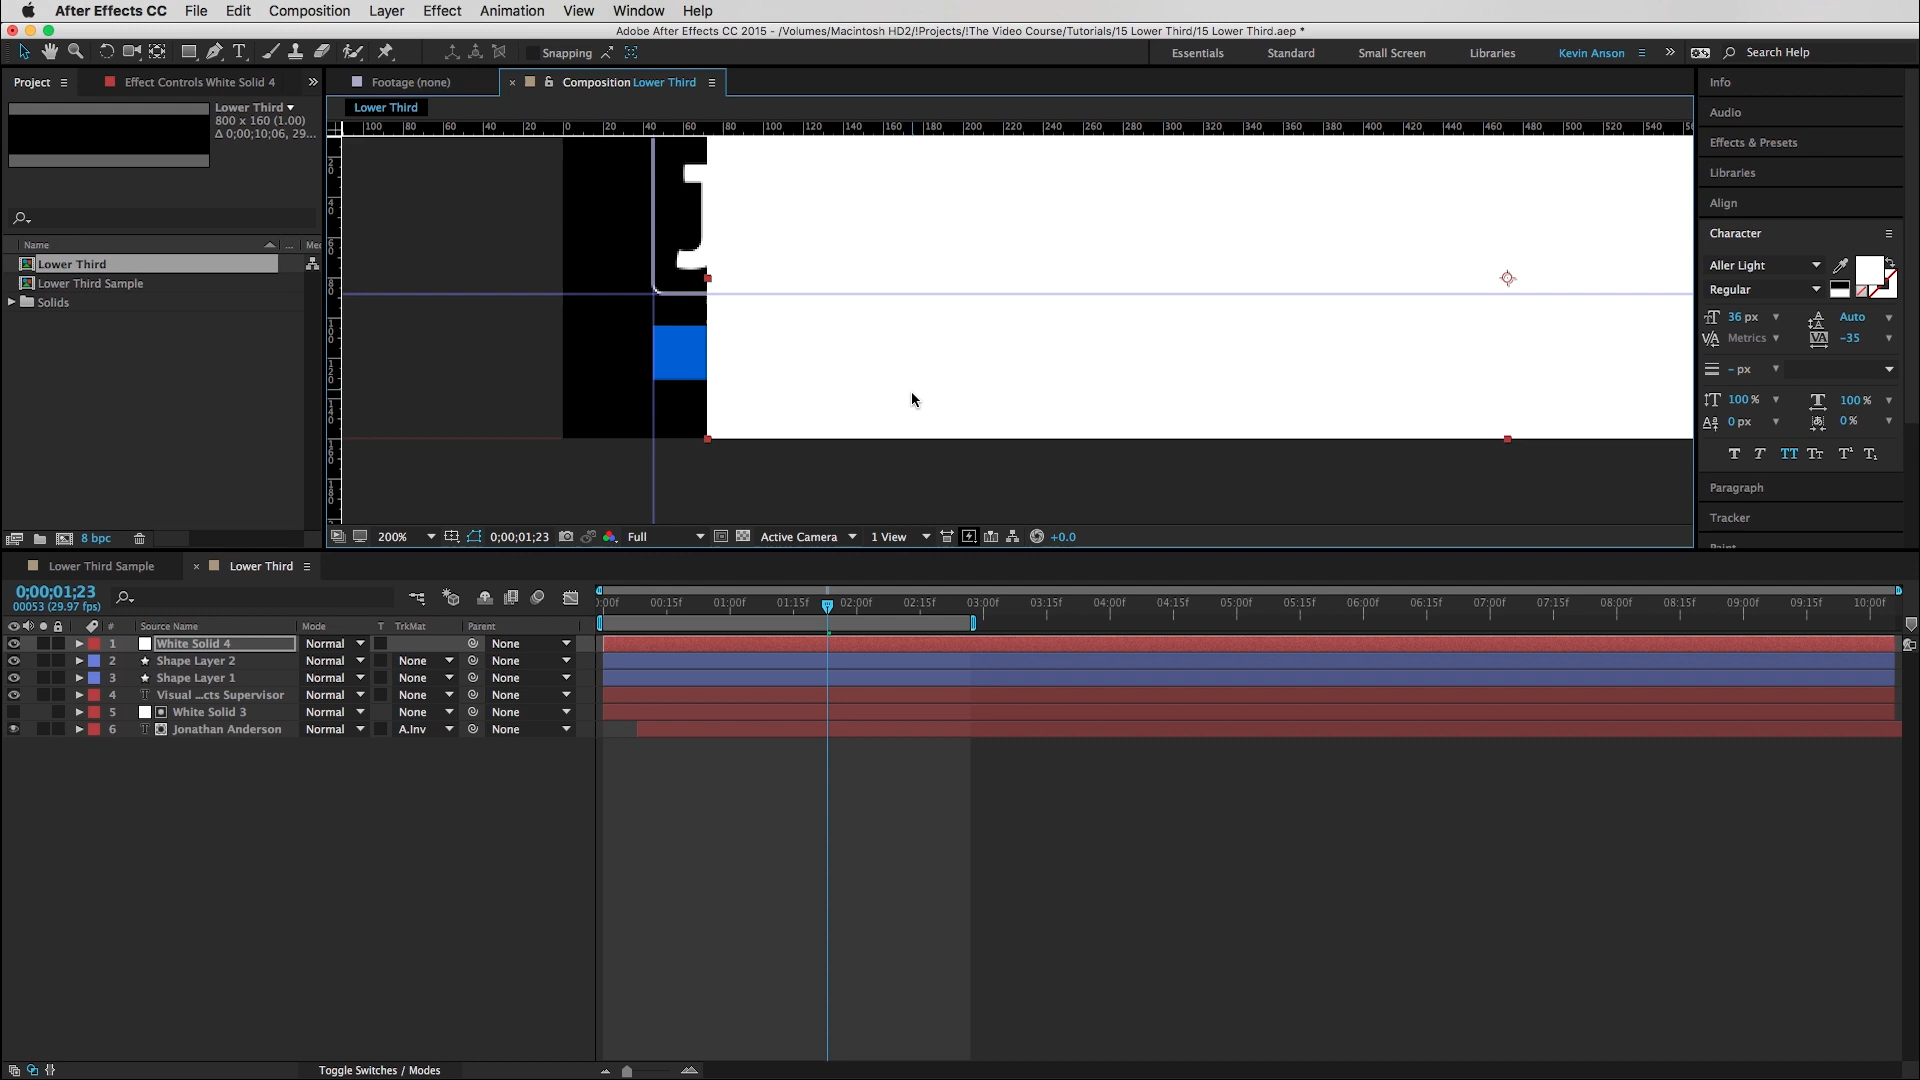 After Effects CC File Edit Composition Layer Effect Animation View Window Help
Adobe After Effects CC 2015 - /Volumes/Macintosh HD2/!Projects/!The Video Course/Tutorials/15 Lower Third/15 Lower Third.aep *
Snapping Essentials Standard Small Screen Libraries Kevin Anson Search Help
Project Effect Controls White Solid 4 Footage (none) Composition Lower Third Info
Lower Third
800 x 160 (1.00)
Δ 0;00;10;06, 29...
Lower Third
100 80 60 40 20 0 20 40 60 80 100 120 140 160 180 200 220 240 260 280 300 320 340 360 380 400 420 440 460 480 500 520 540
Audio
Effects & Presets
Libraries
Align
Character
Name
Lower Third
Lower Third Sample
Solids
Aller Light
Regular
36 px Auto
Metrics -35
- px
100 % 100 %
0 px 0 %
T T TT Tт T¹ T₁
Paragraph
Tracker
Paint
8 bpc
200% 0;00;01;23 Full Active Camera 1 View +0.0
Lower Third Sample Lower Third
0;00;01;23
00053 (29.97 fps)
:00f 00:15f 01:00f 01:15f 02:00f 02:15f 03:00f 03:15f 04:00f 04:15f 05:00f 05:15f 06:00f 06:15f 07:00f 07:15f 08:00f 08:15f 09:00f 09:15f 10:00f
# Source Name Mode T TrkMat Parent
1 White Solid 4 Normal None
2 Shape Layer 2 Normal None None
3 Shape Layer 1 Normal None None
4 T Visual ...cts Supervisor Normal None None
5 White Solid 3 Normal None None
6 T Jonathan Anderson Normal A.Inv None
Toggle Switches / Modes